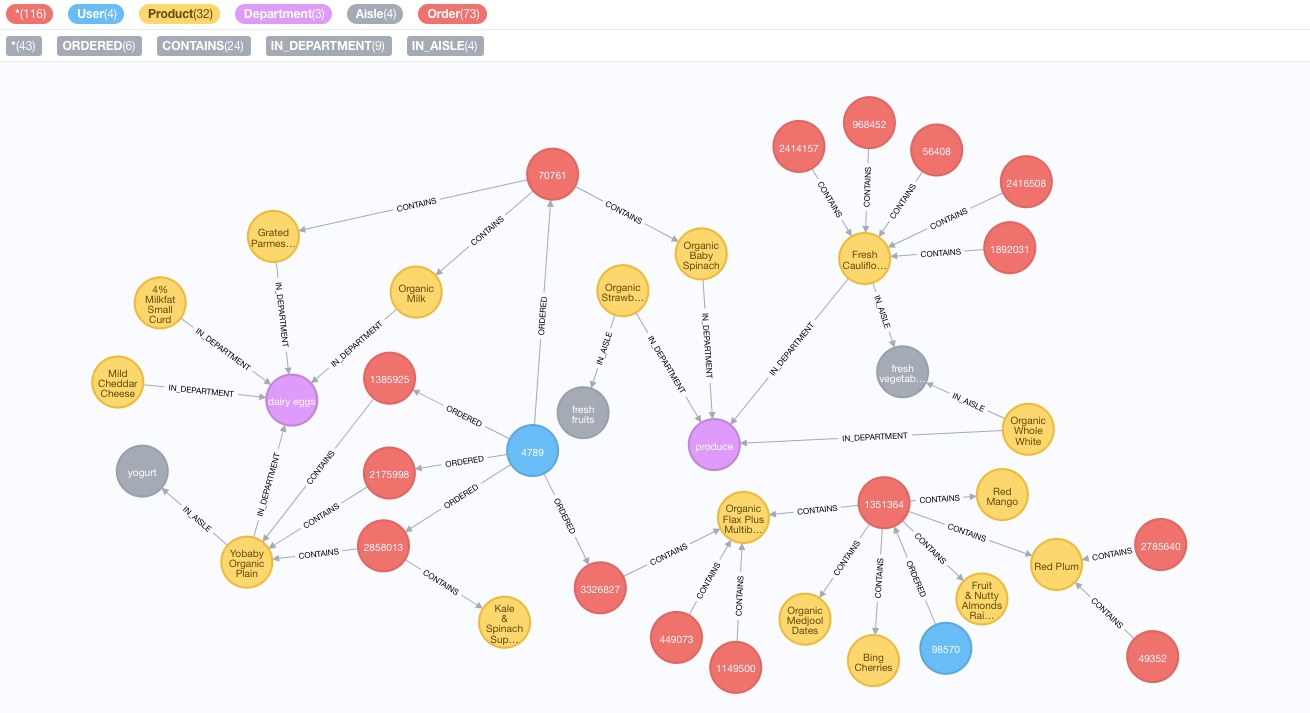 *(116) User(4) Product(32) Department(3) Aisle(4) Order(73)
*(43) ORDERED(6) CONTAINS(24) IN_DEPARTMENT(9) IN_AISLE(4)
968452
2414157
56408
70761
2416508
CONTAINS
CONTAINS
CONTAINS
CONTAINS
CONTAINS
CONTAINS
CONTAINS
CONTAINS
Grated
Parmes…
Organic
Baby
Spinach
Fresh
Cauliflo…
1892031
4%
Milkfat
Small
Curd
Organic
Milk
Organic
Strawb…
IN_DEPARTMENT
IN_DEPARTMENT
IN_DEPARTMENT
ORDERED
IN_AISLE
IN_DEPARTMENT
IN_DEPARTMENT
IN_DEPARTMENT
IN_AISLE
Mild
Cheddar
Cheese
IN_DEPARTMENT
dairy eggs
1385925
ORDERED
fresh
fruits
fresh
vegetab…
IN_AISLE
Organic
Whole
White
IN_DEPARTMENT
produce
yogurt
IN_DEPARTMENT
CONTAINS
2175998
ORDERED
4789
ORDERED
ORDERED
IN_AISLE
CONTAINS
Yobaby
Organic
Plain
CONTAINS
2858013
CONTAINS
Kale
&
Spinach
Sup…
3326827
CONTAINS
Organic
Flax Plus
Multib…
CONTAINS
1351364
CONTAINS
Red
Mango
CONTAINS
CONTAINS
449073
CONTAINS
1149500
CONTAINS
Organic
Medjool
Dates
CONTAINS
Bing
Cherries
ORDERED
98570
CONTAINS
Fruit
& Nutty
Almonds
Rai…
Red Plum
CONTAINS
2785640
CONTAINS
49352